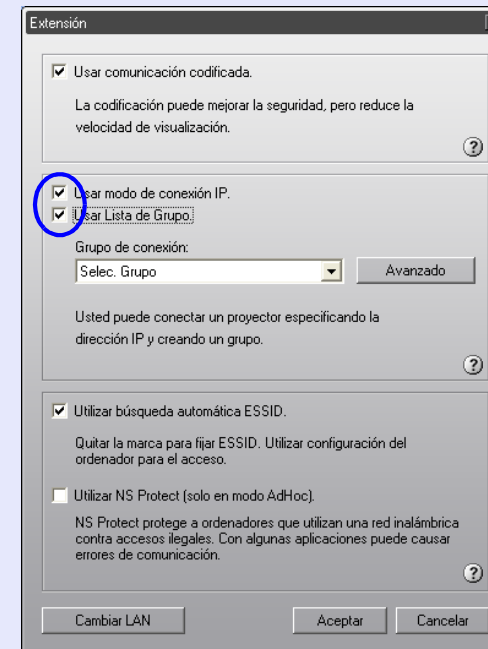 Extensión
Usar comunicación codificada.
La codificación puede mejorar la seguridad, pero reduce la
velocidad de visualización.
?
Usar modo de conexión IP.
Usar Lista de Grupo.
Grupo de conexión:
Selec. Grupo
Avanzado
Usted puede conectar un proyector especificando la
dirección IP y creando un grupo.
?
Utilizar búsqueda automática ESSID.
Quitar la marca para fijar ESSID. Utilizar configuración del
ordenador para el acceso.
Utilizar NS Protect (solo en modo AdHoc).
NS Protect protege a ordenadores que utilizan una red inalámbrica
contra accesos ilegales. Con algunas aplicaciones puede causar
errores de comunicación.
?
Cambiar LAN
Aceptar
Cancelar